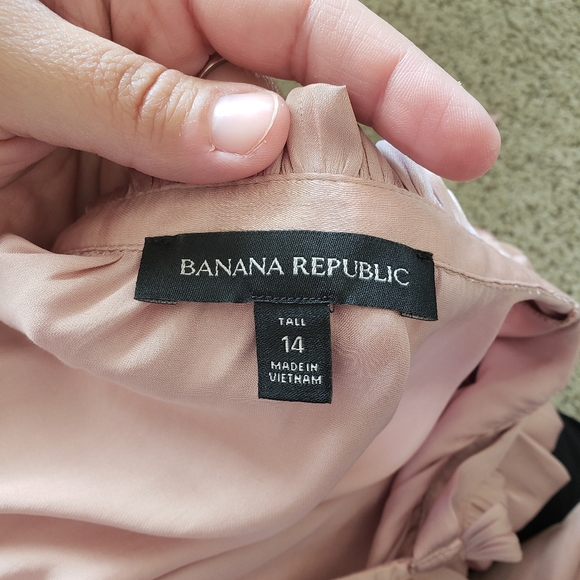 BANANA REPUBLIC
TALL
14
MADE IN
VIETNAM